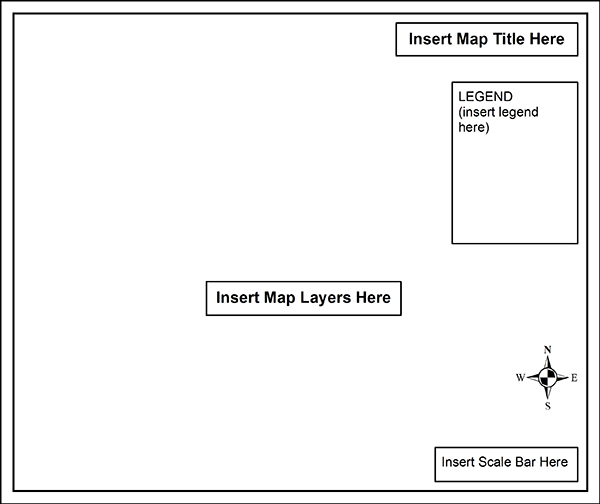 Insert Map Title Here
LEGEND
(insert legend
here)
Insert Map Layers Here
N
W E
S
Insert Scale Bar Here